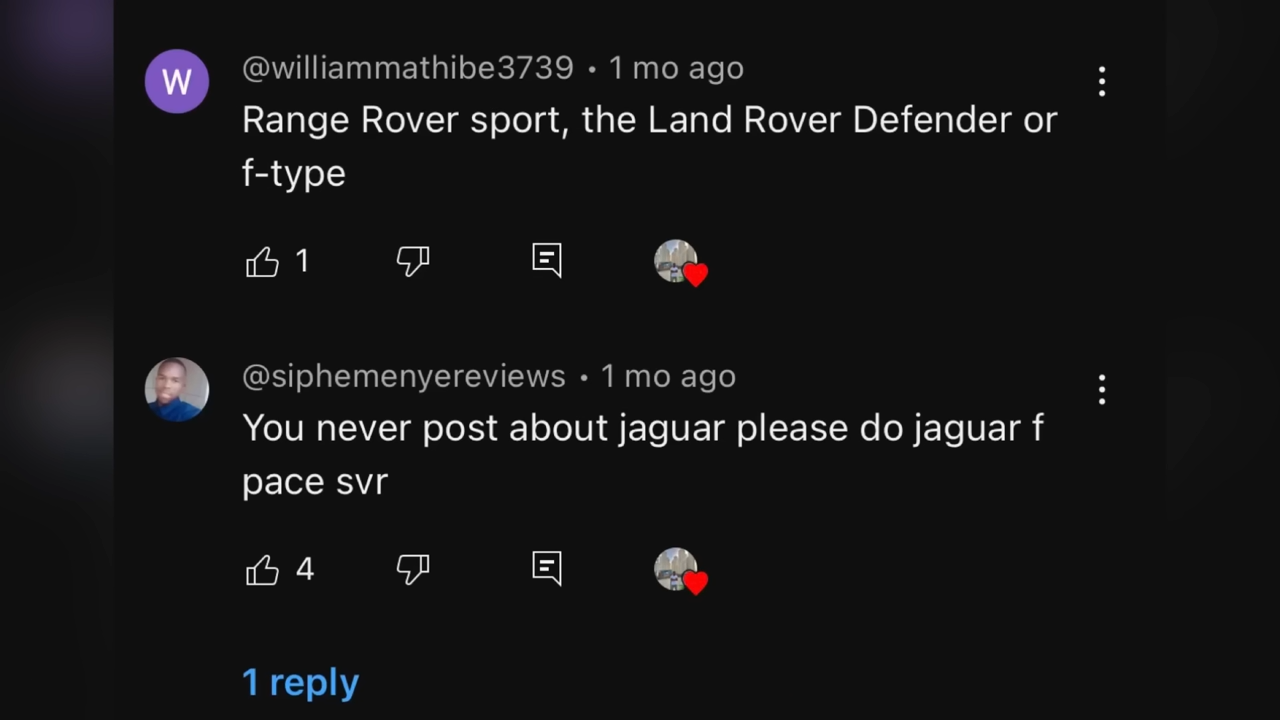 W
@williammathibe3739 • 1 mo ago
Range Rover sport, the Land Rover Defender or
f-type
1
@siphemenyereviews • 1 mo ago
You never post about jaguar please do jaguar f
pace svr
4
1 reply